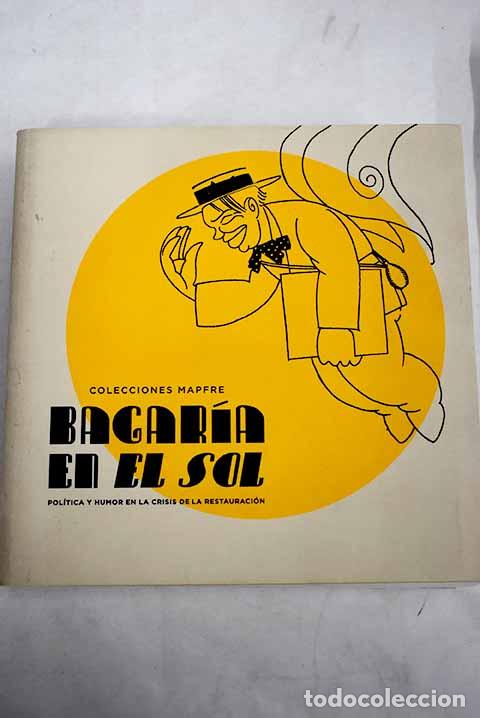 COLECCIONES MAPFRE
BAGARÍA
EN EL SOL
POLÍTICA Y HUMOR EN LA CRISIS DE LA RESTAURACIÓN
todocoleccion